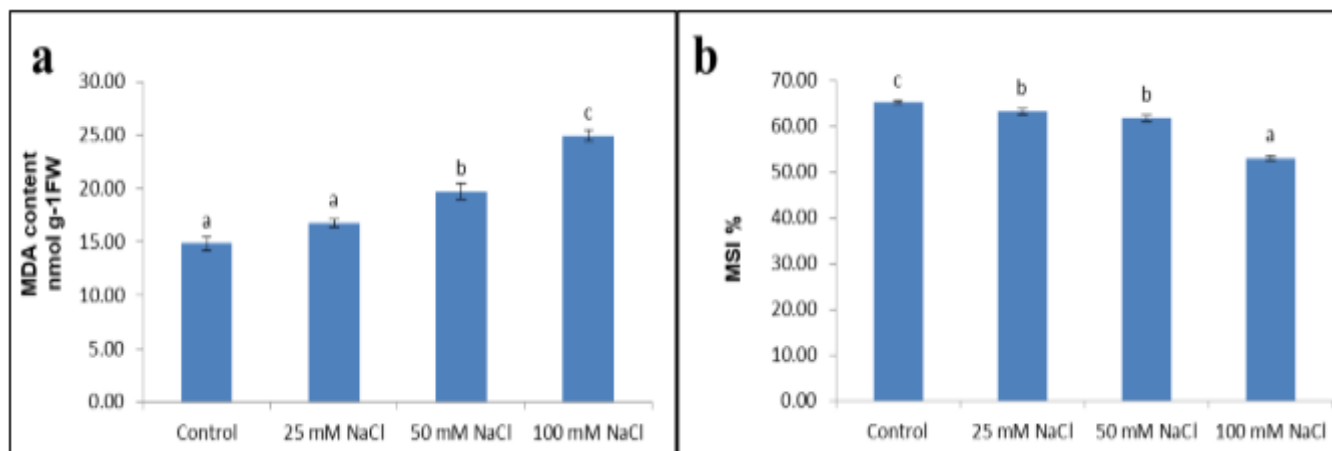 a
30.00
25.00
20.00
15.00
10.00
5.00
0.00
MDA content
nmol g-1FW
a
a
b
c
Control
25 mM NaCl
50 mM NaCl
100 mM NaCl
b
70.00
60.00
50.00
40.00
30.00
20.00
10.00
0.00
MSI %
c
b
b
a
Control
25 mM NaCl
50 mM NaCl
100 mM NaCl